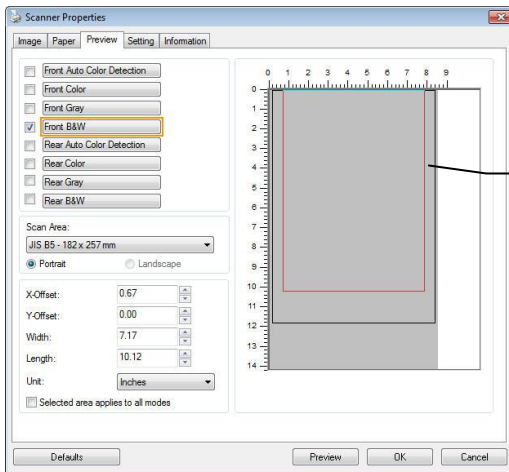 Scanner Properties
Image Paper Preview Setting Information
Front Auto Color Detection
Front Color
Front Gray
Front B&W
Rear Auto Color Detection
Rear Color
Rear Gray
Rear B&W
Scan Area:
JIS B5 - 182 x 257 mm
Portrait Landscape
X-Offset: 0.67
Y-Offset: 0.00
Width: 7.17
Length: 10.12
Unit: Inches
Selected area applies to all modes
0 1 2 3 4 5 6 7 8 9
0
1
2
3
4
5
6
7
8
9
10
11
12
13
14
Defaults Preview OK Cancel